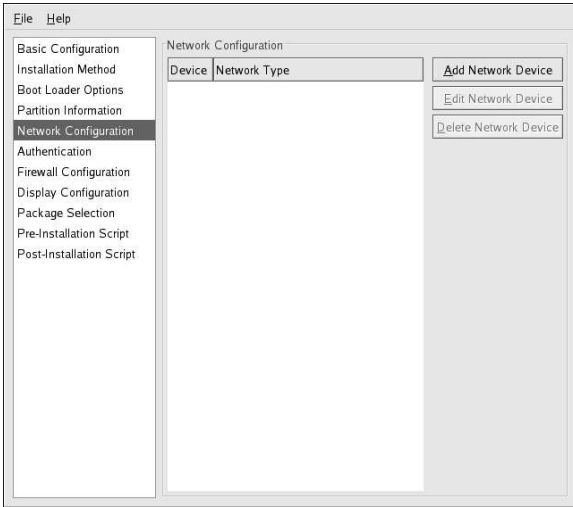 File Help
Basic Configuration
Installation Method
Boot Loader Options
Partition Information
Network Configuration
Authentication
Firewall Configuration
Display Configuration
Package Selection
Pre-Installation Script
Post-Installation Script
Network Configuration
Device Network Type
Add Network Device
Edit Network Device
Delete Network Device